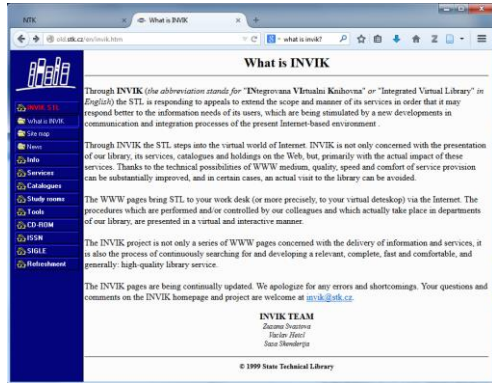 NTK
What is INVIK
old.stk.cz/en/invik.htm
what is invik?
What is INVIK
INVIK STL
What is INVIK
Site map
News
Info
Services
Catalogues
Study rooms
Tools
CD-ROM
ISSN
SIGLE
Refreshment
Through INVIK (the abbreviation stands for "INtegrovana VIrtualni Knihovna" or "Integrated Virtual Library" in
English) the STL is responding to appeals to extend the scope and manner of its services in order that it may
respond better to the information needs of its users, which are being stimulated by a new developments in
communication and integration processes of the present Internet-based environment .
Through INVIK the STL steps into the virtual world of Internet. INVIK is not only concerned with the presentation
of our library, its services, catalogues and holdings on the Web, but, primarily with the actual impact of these
services. Thanks to the technical possibilities of WWW medium, quality, speed and comfort of service provision
can be substantially improved, and in certain cases, an actual visit to the library can be avoided.
The WWW pages bring STL to your work desk (or more precisely, to your virtual deteskop) via the Internet. The
procedures which are performed and/or controlled by our colleagues and which actually take place in departments
of our library, are presented in a virtual and interactive manner.
The INVIK project is not only a series of WWW pages concerned with the delivery of information and services, it
is also the process of continuously searching for and developing a relevant, complete, fast and comfortable, and
generally: high-quality library service.
The INVIK pages are being continually updated. We apologize for any errors and shortcomings. Your questions and
comments on the INVIK homepage and project are welcome at invik@stk.cz.
INVIK TEAM
Zuzana Svastova
Vaclav Heicl
Sasa Skenderija
© 1999 State Technical Library